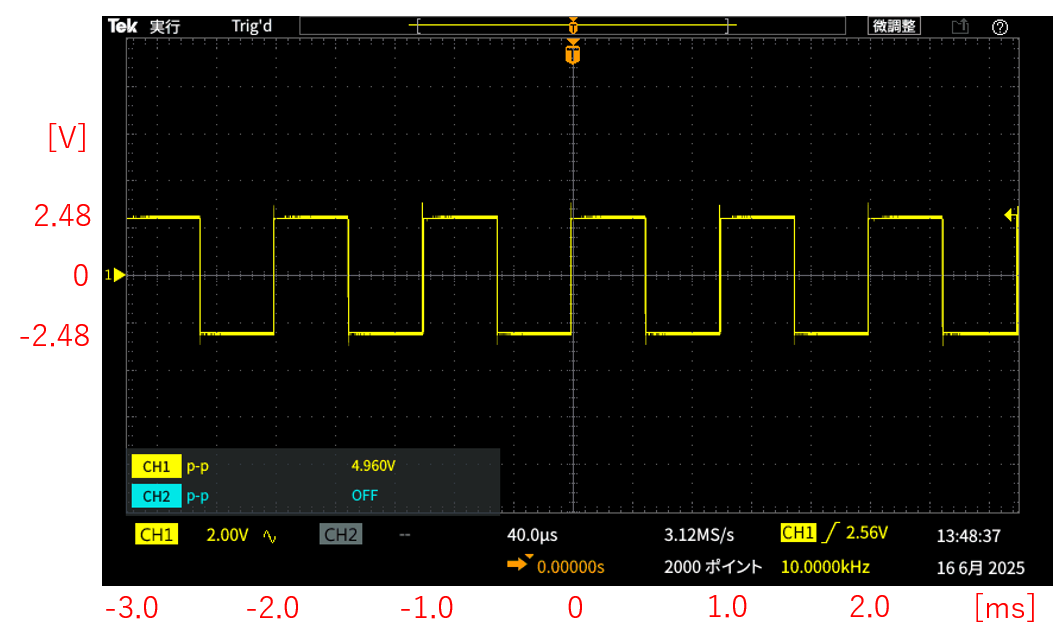 Tek 実行 Trig'd 微調整 ?
T
T
[V]
2.48
0 1
-2.48
CH1 p-p 4.960V
CH2 p-p OFF
CH1 2.00V CH2 -- 40.0µs 3.12MS/s CH1 2.56V 13:48:37
0.00000s 2000 ポイント 10.0000kHz 16 6月 2025
-3.0 -2.0 -1.0 0 1.0 2.0 [ms]